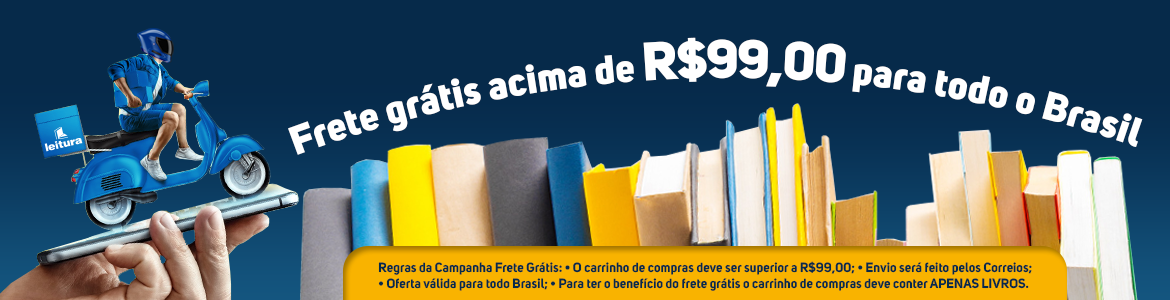 leitura
Frete grátis acima de R$99,00 para todo o Brasil
Regras da Campanha Frete Grátis: • O carrinho de compras deve ser superior a R$99,00; • Envio será feito pelos Correios;
• Oferta válida para todo Brasil; • Para ter o benefício do frete grátis o carrinho de compras deve conter APENAS LIVROS.